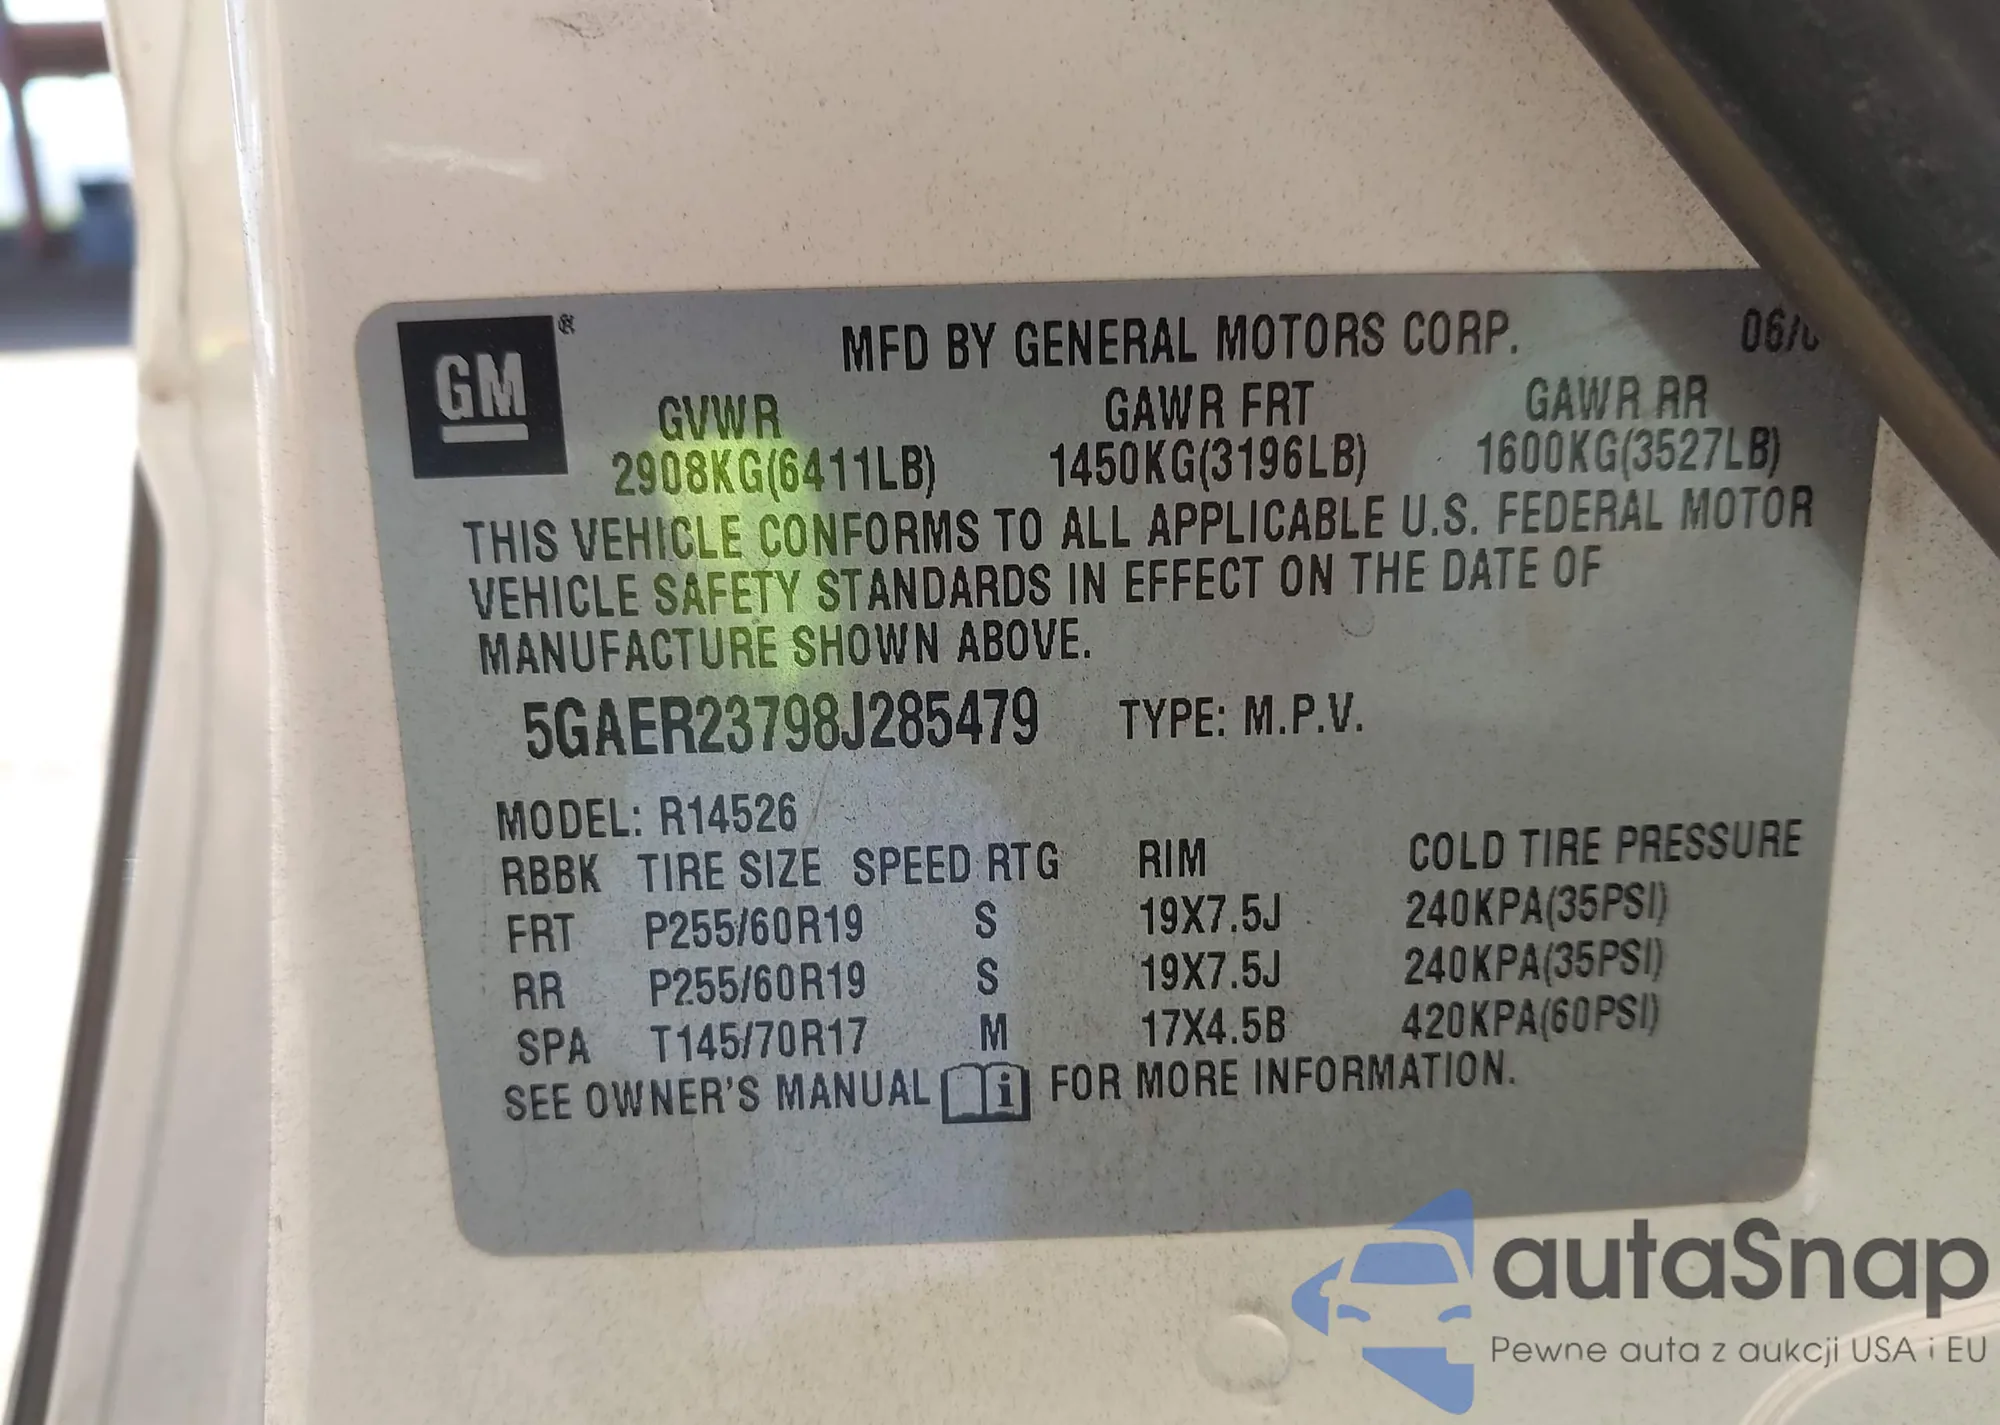 GM ®
MFD BY GENERAL MOTORS CORP. 06/
GVWR GAWR FRT GAWR RR
2908KG(6411LB) 1450KG(3196LB) 1600KG(3527LB)
THIS VEHICLE CONFORMS TO ALL APPLICABLE U.S. FEDERAL MOTOR
VEHICLE SAFETY STANDARDS IN EFFECT ON THE DATE OF
MANUFACTURE SHOWN ABOVE.
5GAER23798J285479 TYPE: M.P.V.
MODEL: R14526
RBBK TIRE SIZE SPEED RTG RIM COLD TIRE PRESSURE
FRT P255/60R19 S 19X7.5J 240KPA(35PSI)
RR P255/60R19 S 19X7.5J 240KPA(35PSI)
SPA T145/70R17 M 17X4.5B 420KPA(60PSI)
SEE OWNER'S MANUAL i FOR MORE INFORMATION.
autaSnap
Pewne auta z aukcji USA i EU